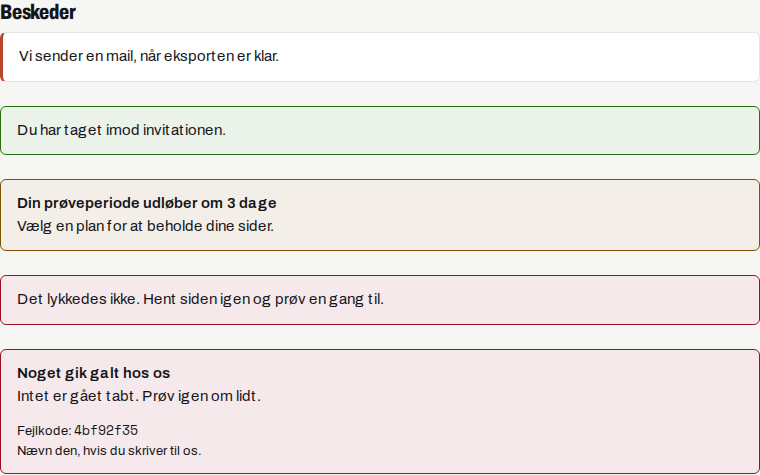 Beskeder
Vi sender en mail, når eksporten er klar.
Du har taget imod invitationen.
Din prøveperiode udløber om 3 dage
Vælg en plan for at beholde dine sider.
Det lykkedes ikke. Hent siden igen og prøv en gang til.
Noget gik galt hos os
Intet er gået tabt. Prøv igen om lidt.
Fejlkode: 4bf92f35
Nævn den, hvis du skriver til os.